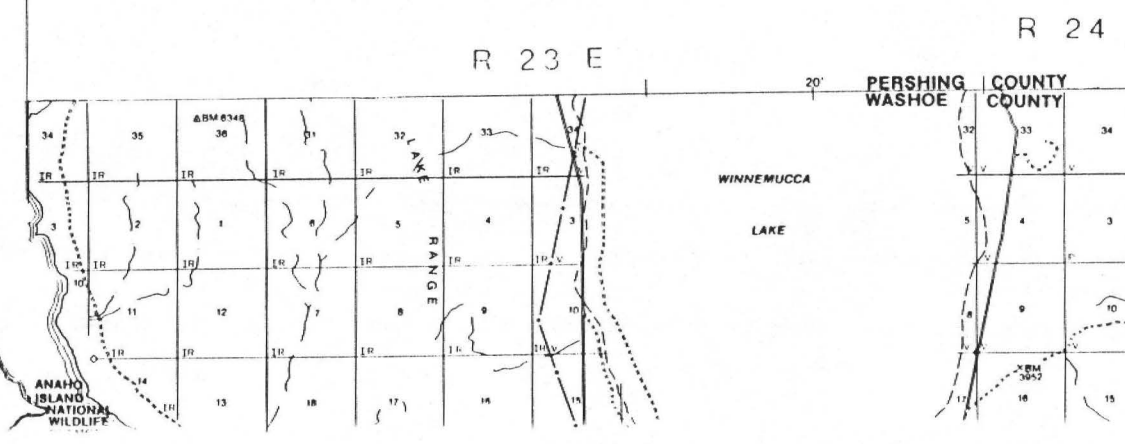 R 24
R 23 E
20'
PERSHING COUNTY
WASHOE COUNTY
34 35 36 31 32 33 34 32 33 34
BM 6348
IR IR IR IR IR IR IR V V V
LAKE
RANGE
WINNEMUCCA
LAKE
3 2 1 6 5 4 3 5 4 3
IR IR IR IR IR IR IR V V P
10 11 12 7 8 9 10 8 9 10
IR IR IR IR IR IR V
BM
3952
14 13 18 17 16 15 17 16 15
IR
ANAHO
ISLAND
NATIONAL
WILDLIFE